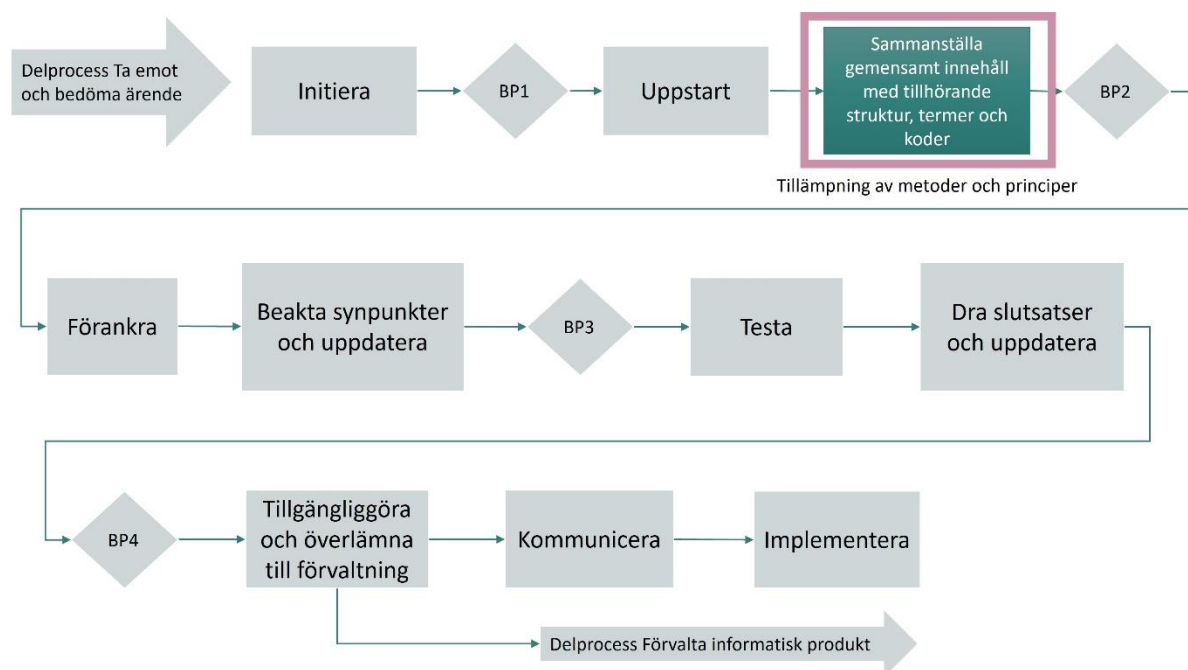 Delprocess Ta emot
och bedöma ärende
Initiera
BP1
Uppstart
Sammanställa
gemensamt innehåll
med tillhörande
struktur, termer och
koder
BP2
Tillämpning av metoder och principer
Förankra
Beakta synpunkter
och uppdatera
BP3
Testa
Dra slutsatser
och uppdatera
BP4
Tillgängliggöra
och överlämna
till förvaltning
Kommunicera
Implementera
Delprocess Förvalta informatisk produkt